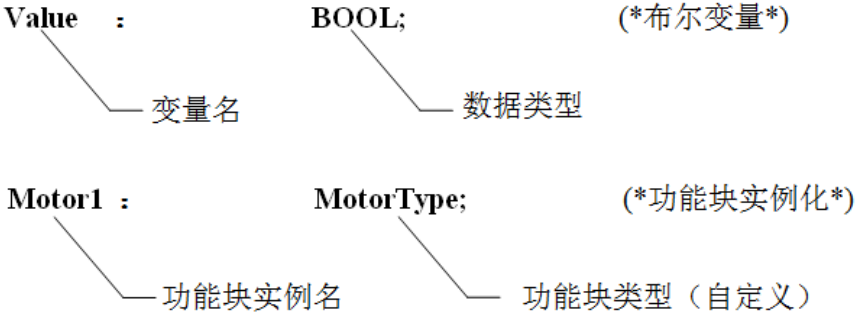 Value : BOOL; (*布尔变量*)
变量名 数据类型
Motor1 : MotorType; (*功能块实例化*)
功能块实例名 功能块类型（自定义）